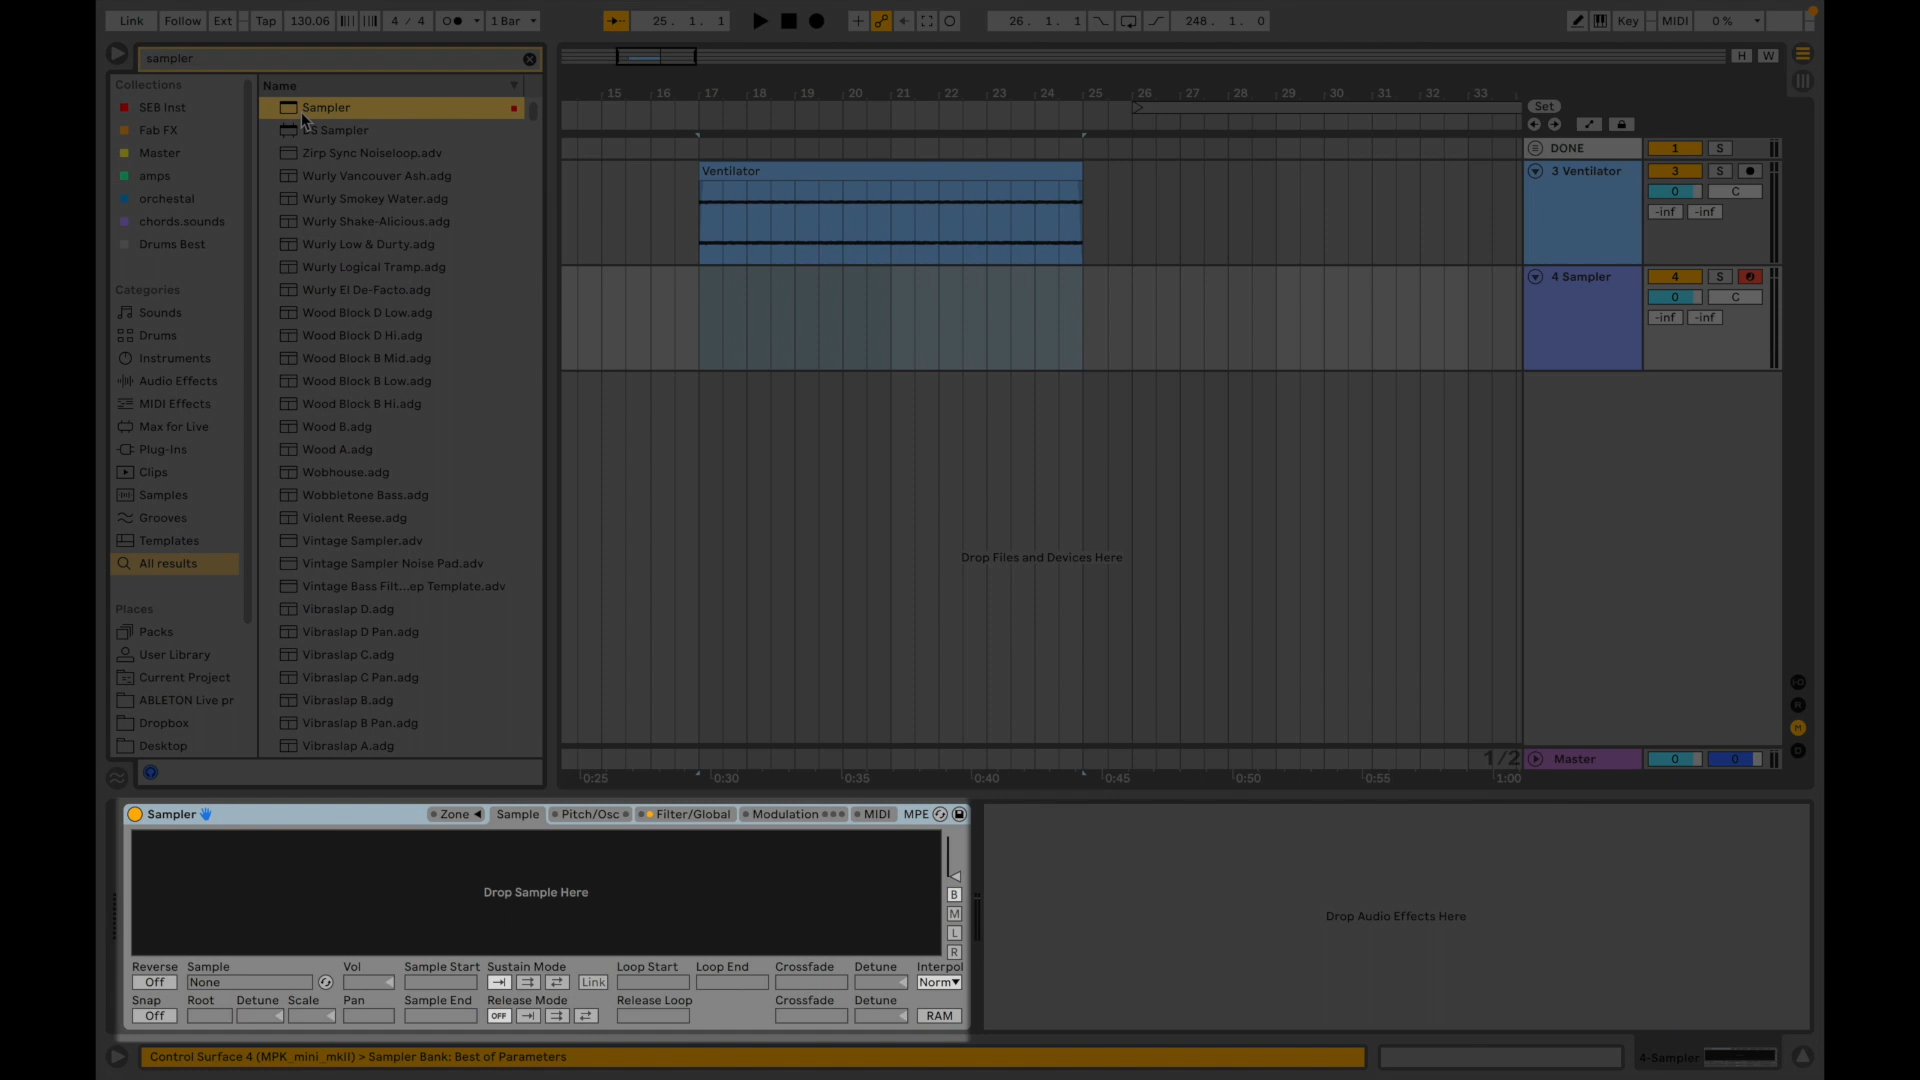 Link Follow Ext Tap 130.06 4 / 4 1 Bar 25. 1. 1 26. 1. 1 248. 1. 0 Key MIDI 0 %
sampler
H W
Collections
SEB Inst
Fab FX
Master
amps
orchestal
chords.sounds
Drums Best
Categories
Sounds
Drums
Instruments
Audio Effects
MIDI Effects
Max for Live
Plug-Ins
Clips
Samples
Grooves
Templates
All results
Places
Packs
User Library
Current Project
ABLETON Live pr
Dropbox
Desktop
Name
Sampler
Sampler
Zirp Sync Noiseloop.adv
Wurly Vancouver Ash.adg
Wurly Smokey Water.adg
Wurly Shake-Alicious.adg
Wurly Low & Durty.adg
Wurly Logical Tramp.adg
Wurly El De-Facto.adg
Wood Block D Low.adg
Wood Block D Hi.adg
Wood Block B Mid.adg
Wood Block B Low.adg
Wood Block B Hi.adg
Wood B.adg
Wood A.adg
Wobhouse.adg
Wobbletone Bass.adg
Violent Reese.adg
Vintage Sampler.adv
Vintage Sampler Noise Pad.adv
Vintage Bass Filt...ep Template.adv
Vibraslap D.adg
Vibraslap D Pan.adg
Vibraslap C.adg
Vibraslap C Pan.adg
Vibraslap B.adg
Vibraslap B Pan.adg
Vibraslap A.adg
15 16 17 18 19 20 21 22 23 24 25 26 27 28 29 30 31 32 33
Set
DONE 1 S
Ventilator
3 Ventilator 3 S
0 C
-inf -inf
4 Sampler 4 S
0 C
-inf -inf
Drop Files and Devices Here
1/2
Master 0 0
0:25 0:30 0:35 0:40 0:45 0:50 0:55 1:00
I-O
R
M
D
Sampler Zone Sample Pitch/Osc Filter/Global Modulation MIDI MPE
Drop Sample Here
B
M
L
R
Drop Audio Effects Here
Reverse Sample Vol Sample Start Sustain Mode Loop Start Loop End Crossfade Detune Interpol
Off None Link Norm
Snap Root Detune Scale Pan Sample End Release Mode Release Loop Crossfade Detune
Off OFF RAM
Control Surface 4 (MPK_mini_mkII) > Sampler Bank: Best of Parameters
4-Sampler